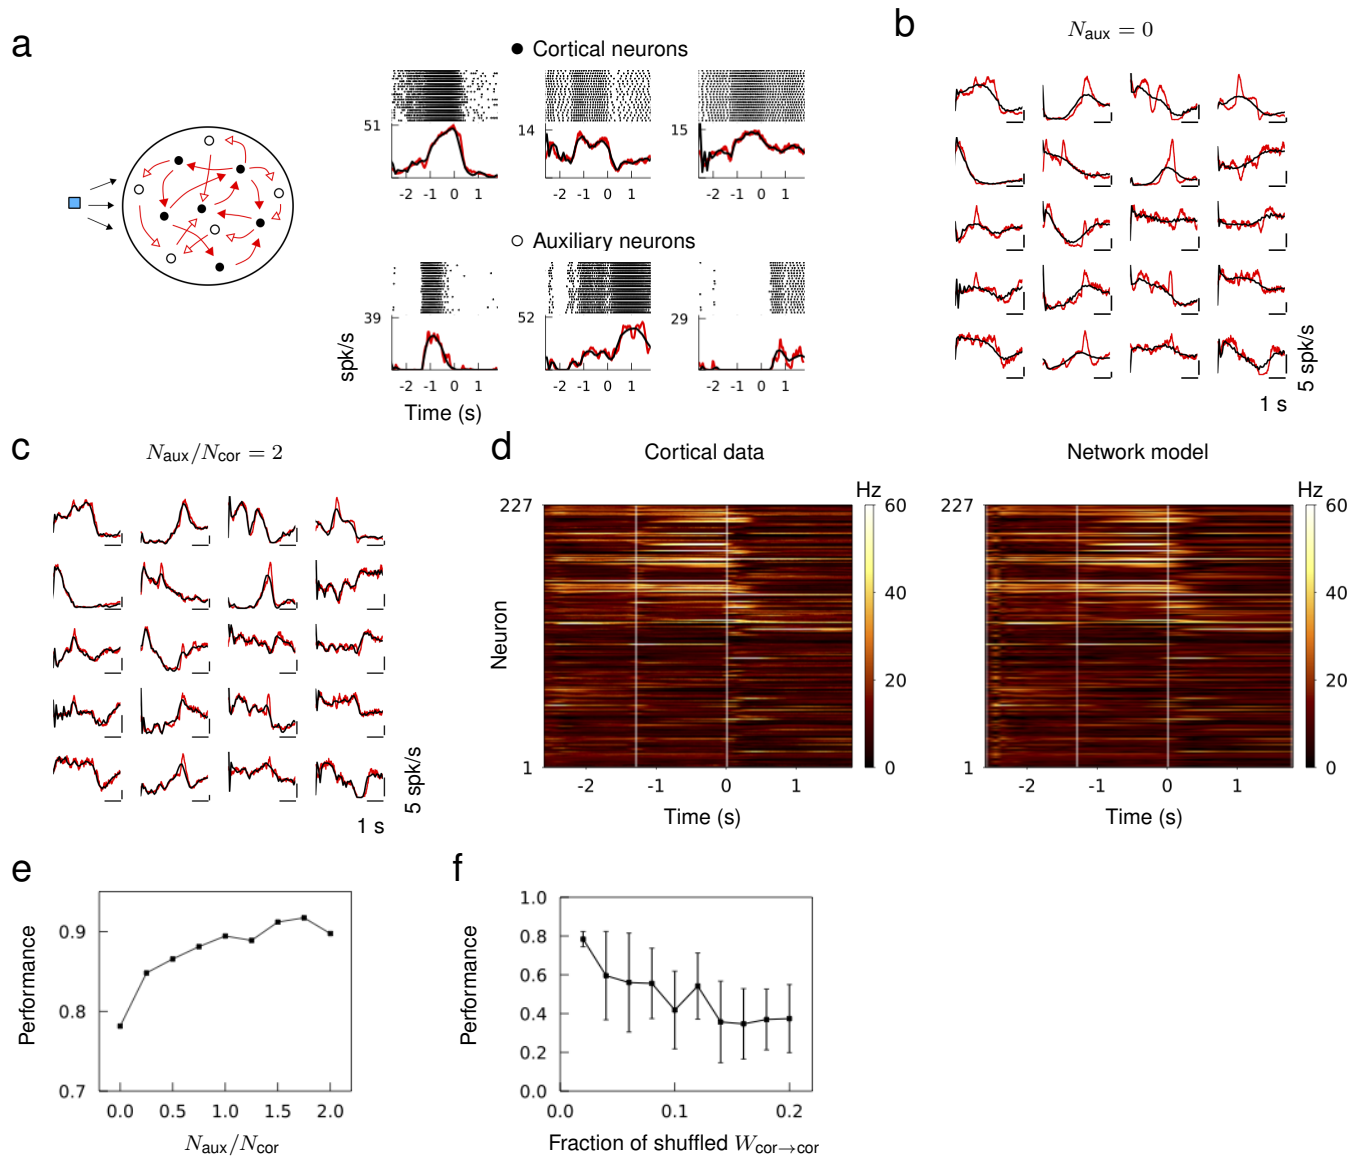 a
● Cortical neurons
51
14
15
-2 -1 0 1
-2 -1 0 1
-2 -1 0 1
○ Auxiliary neurons
39
52
29
spk/s
-2 -1 0 1
-2 -1 0 1
-2 -1 0 1
Time (s)
b
N_aux = 0
5 spk/s
1 s
c
N_aux/N_cor = 2
5 spk/s
1 s
d
Cortical data
227
Neuron
1
-2 -1 0 1
Time (s)
Hz
60
40
20
0
Network model
227
1
-2 -1 0 1
Time (s)
Hz
60
40
20
0
e
Performance
0.9
0.8
0.7
0.0 0.5 1.0 1.5 2.0
N_aux/N_cor
f
Performance
1.0
0.8
0.6
0.4
0.2
0.0
0.0 0.1 0.2
Fraction of shuffled W_cor→cor